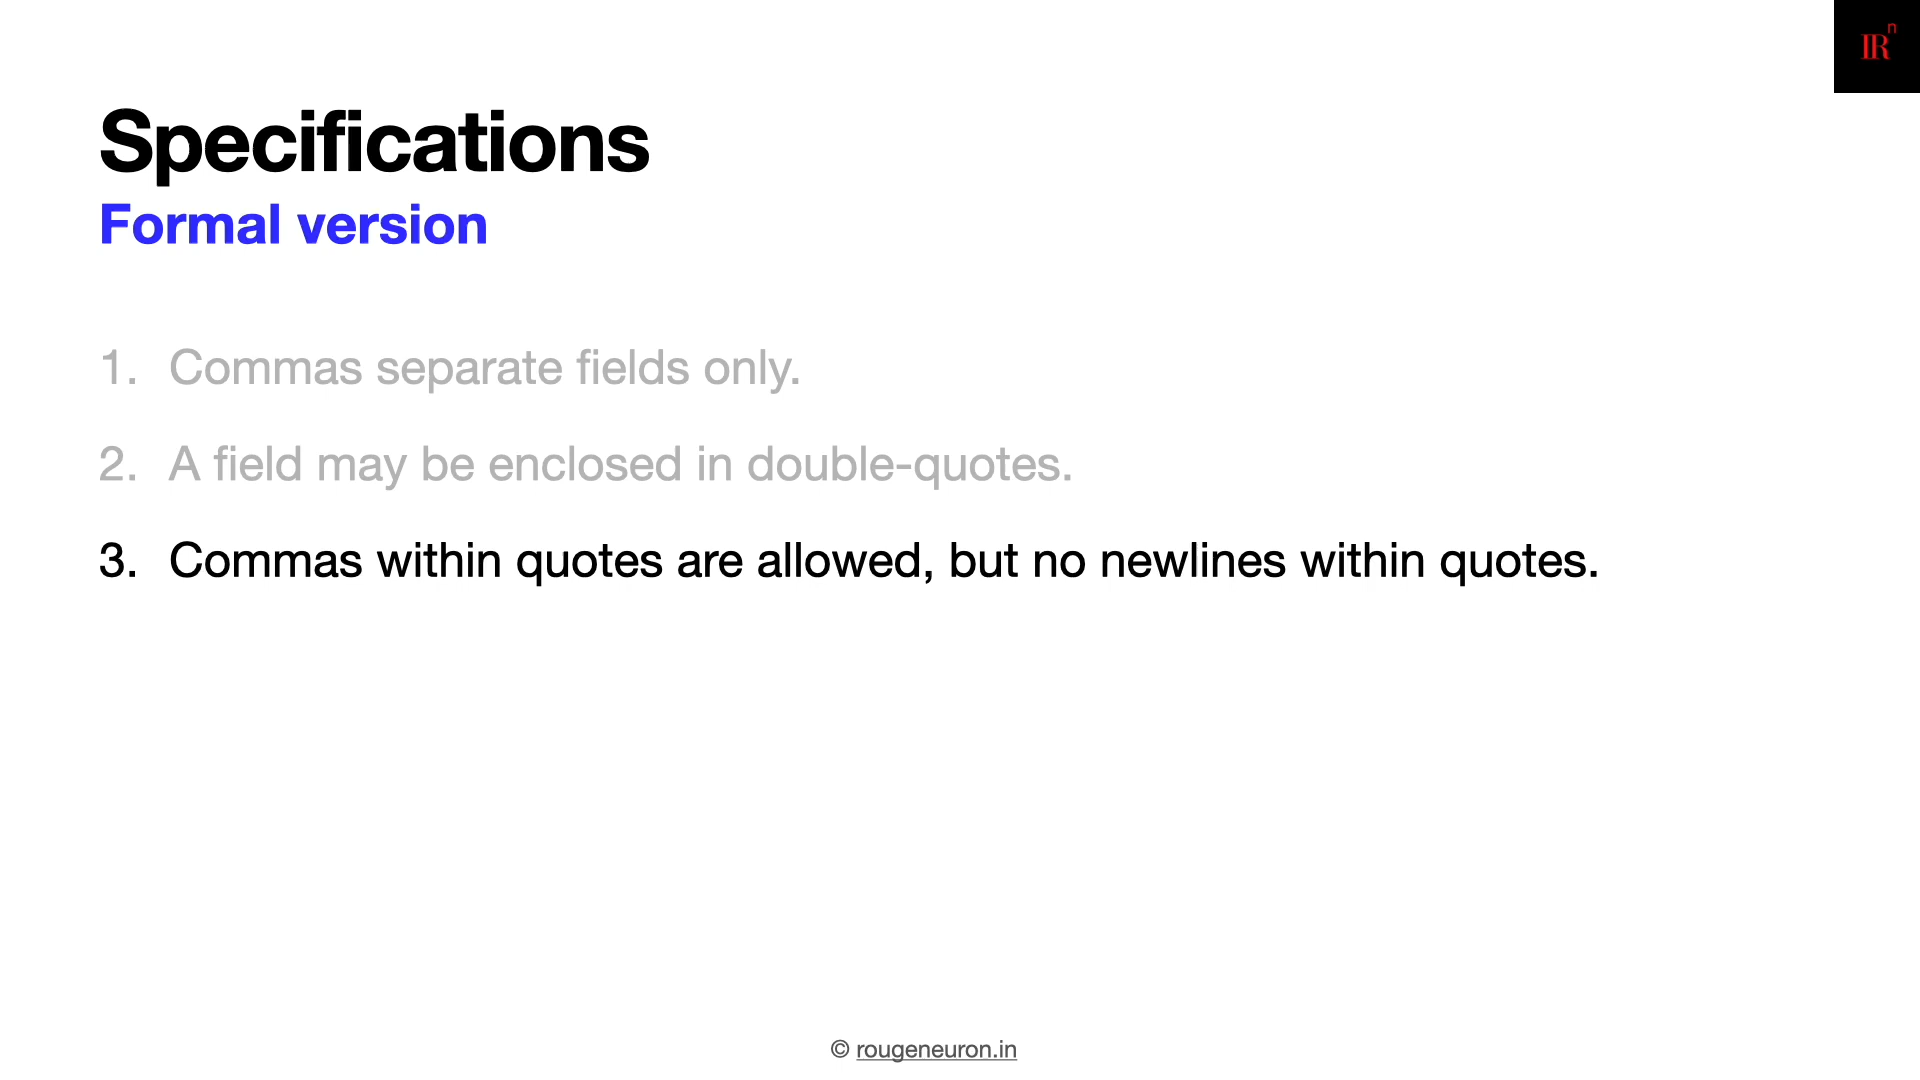 IRn
Specifications
Formal version
1. Commas separate fields only.
2. A field may be enclosed in double-quotes.
3. Commas within quotes are allowed, but no newlines within quotes.
© rougeneuron.in